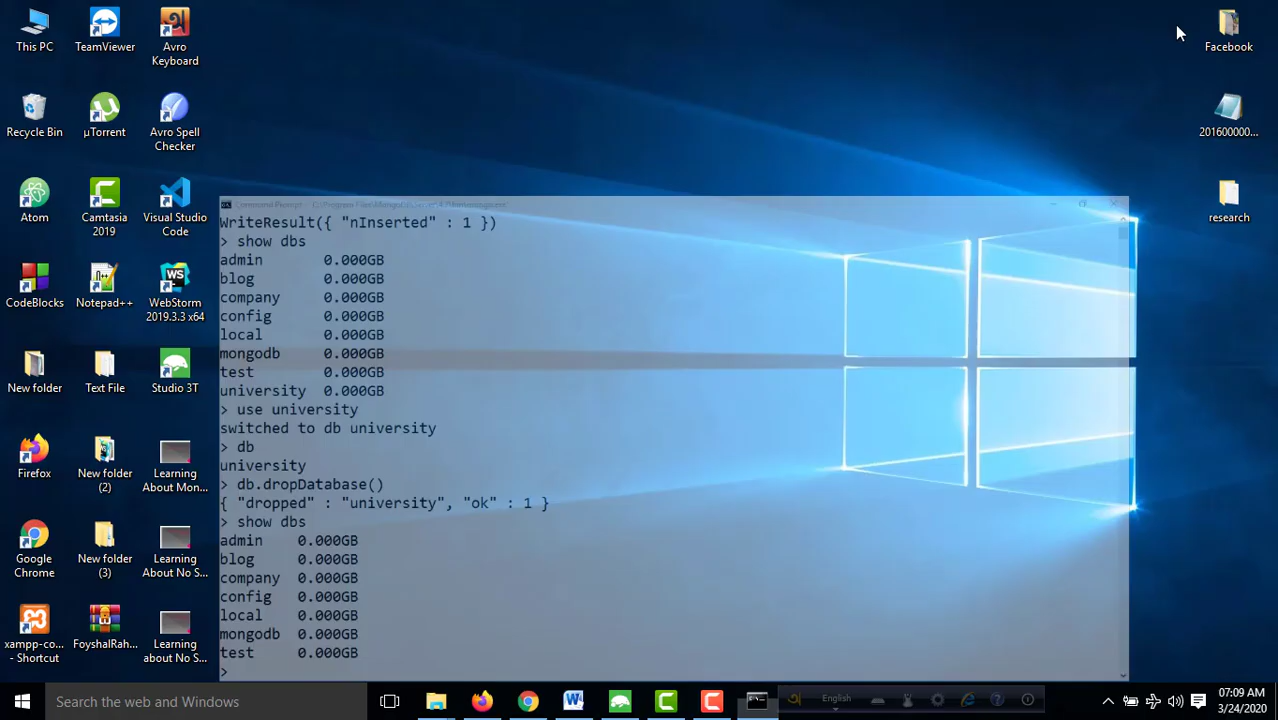 This PC
TeamViewer
Avro
Keyboard
Facebook
Recycle Bin
µTorrent
Avro Spell
Checker
201600000...
Atom
Camtasia
2019
Visual Studio
Code
research
CodeBlocks
Notepad++
WebStorm
2019.3.3 x64
New folder
Text File
Studio 3T
Firefox
New folder
(2)
Learning
About Mon...
Google
Chrome
New folder
(3)
Learning
About No S...
xampp-co...
- Shortcut
FoyshalRah...
Learning
about No S...
Command Prompt
WriteResult({ "nInserted" : 1 })
> show dbs
admin 0.000GB
blog 0.000GB
company 0.000GB
config 0.000GB
local 0.000GB
mongodb 0.000GB
test 0.000GB
university 0.000GB
> use university
switched to db university
> db
university
> db.dropDatabase()
{ "dropped" : "university", "ok" : 1 }
> show dbs
admin 0.000GB
blog 0.000GB
company 0.000GB
config 0.000GB
local 0.000GB
mongodb 0.000GB
test 0.000GB
>
Search the web and Windows
English
07:09 AM
3/24/2020